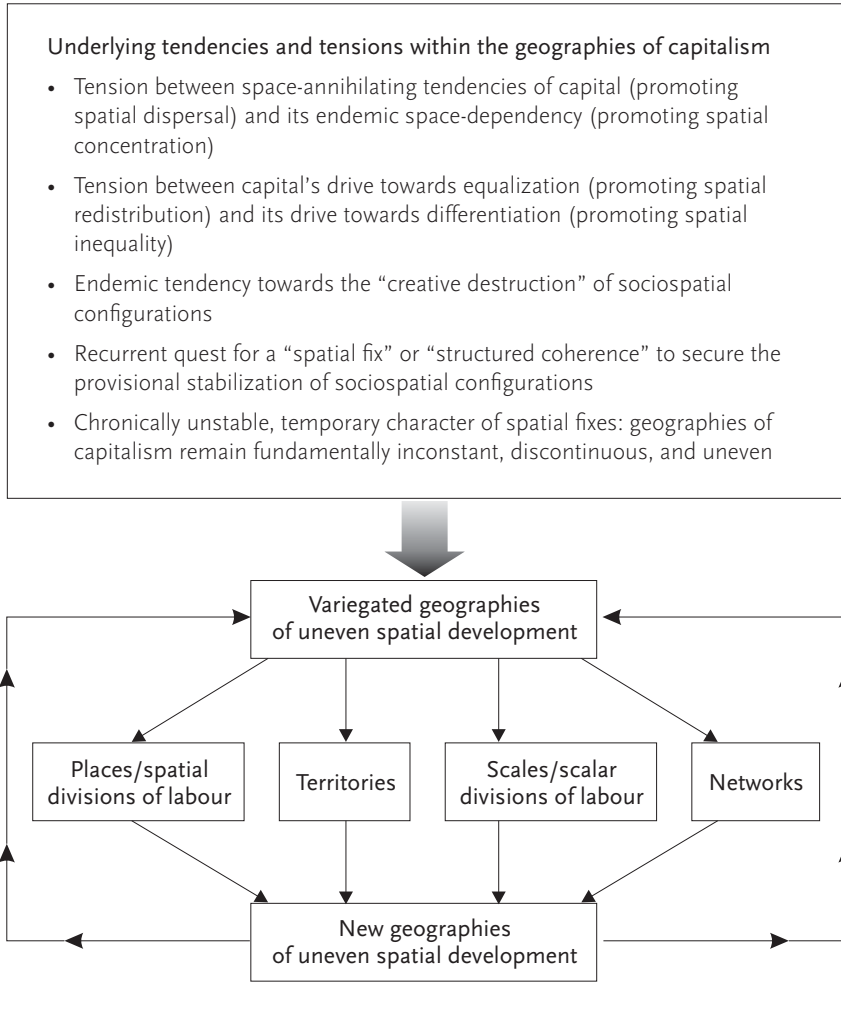 Underlying tendencies and tensions within the geographies of capitalism
• Tension between space-annihilating tendencies of capital (promoting
spatial dispersal) and its endemic space-dependency (promoting spatial
concentration)
• Tension between capital’s drive towards equalization (promoting spatial
redistribution) and its drive towards differentiation (promoting spatial
inequality)
• Endemic tendency towards the “creative destruction” of sociospatial
configurations
• Recurrent quest for a “spatial fix” or “structured coherence” to secure the
provisional stabilization of sociospatial configurations
• Chronically unstable, temporary character of spatial fixes: geographies of
capitalism remain fundamentally inconstant, discontinuous, and uneven
Variegated geographies
of uneven spatial development
Places/spatial
divisions of labour
Territories
Scales/scalar
divisions of labour
Networks
New geographies
of uneven spatial development